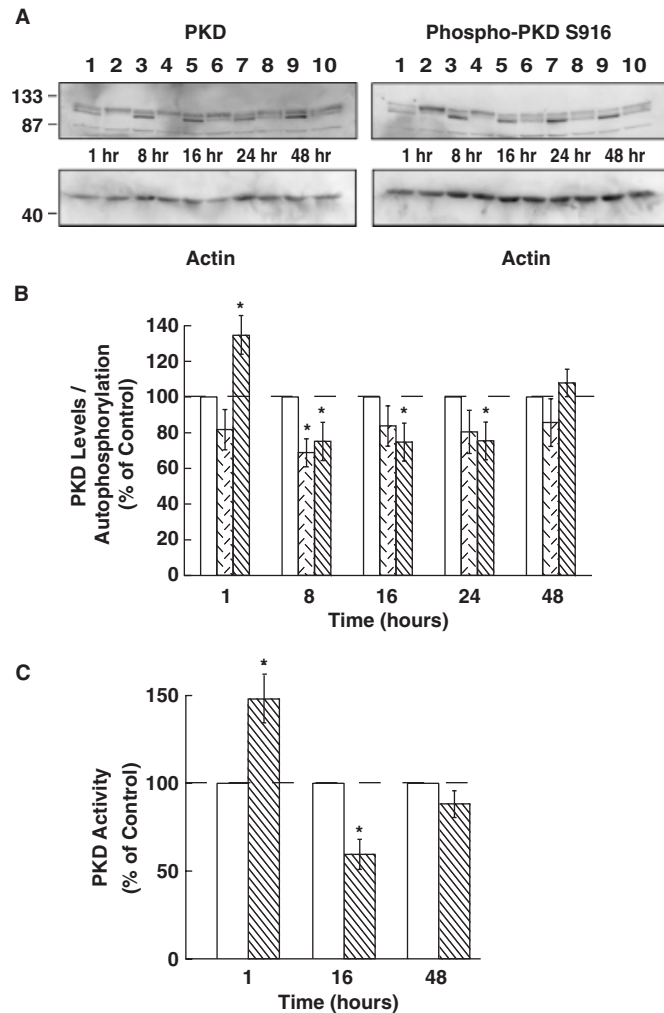 A
PKD
Phospho-PKD S916
1 2 3 4 5 6 7 8 9 10
1 2 3 4 5 6 7 8 9 10
133
87
1 hr 8 hr 16 hr 24 hr 48 hr
1 hr 8 hr 16 hr 24 hr 48 hr
40
Actin
Actin
B
PKD Levels /
Autophosphorylation
(% of Control)
140
120
100
80
60
40
20
0
*
* *
*
*
1 8 16 24 48
Time (hours)
C
PKD Activity
(% of Control)
150
100
50
0
*
*
1 16 48
Time (hours)